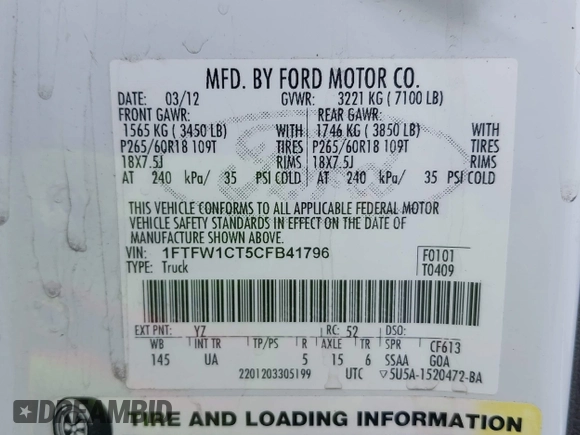 MFD. BY FORD MOTOR CO.
DATE: 03/12 GVWR: 3221 KG ( 7100 LB)
FRONT GAWR: REAR GAWR:
1565 KG ( 3450 LB) WITH 1746 KG ( 3850 LB) WITH
P265/60R18 109T TIRES P265/60R18 109T TIRES
18X7.5J RIMS 18X7.5J RIMS
AT 240 kPa/ 35 PSI COLD AT 240 kPa/ 35 PSI COLD
THIS VEHICLE CONFORMS TO ALL APPLICABLE FEDERAL MOTOR
VEHICLE SAFETY STANDARDS IN EFFECT ON THE DATE OF
MANUFACTURE SHOWN ABOVE.
VIN: 1FTFW1CT5CFB41796 F0101
TYPE: Truck T0409
EXT PNT: YZ RC: 52 DSO:
WB INT TR TP/PS R AXLE TR SPR CF613
145 UA 5 15 6 SSAA GOA
2201203305199 UTC ▽5U5A-1520472-BA
TIRE AND LOADING INFORMATION
DREAMBID